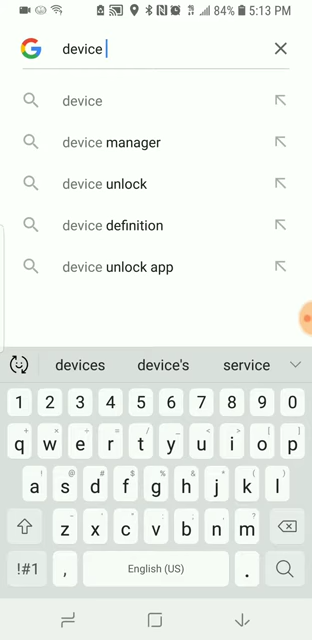 84% 5:13 PM
device
device
device manager
device unlock
device definition
device unlock app
devices device's service
1 2 3 4 5 6 7 8 9 0
q w e r t y u i o p
a s d f g h j k l
z x c v b n m
!#1 , English (US) .